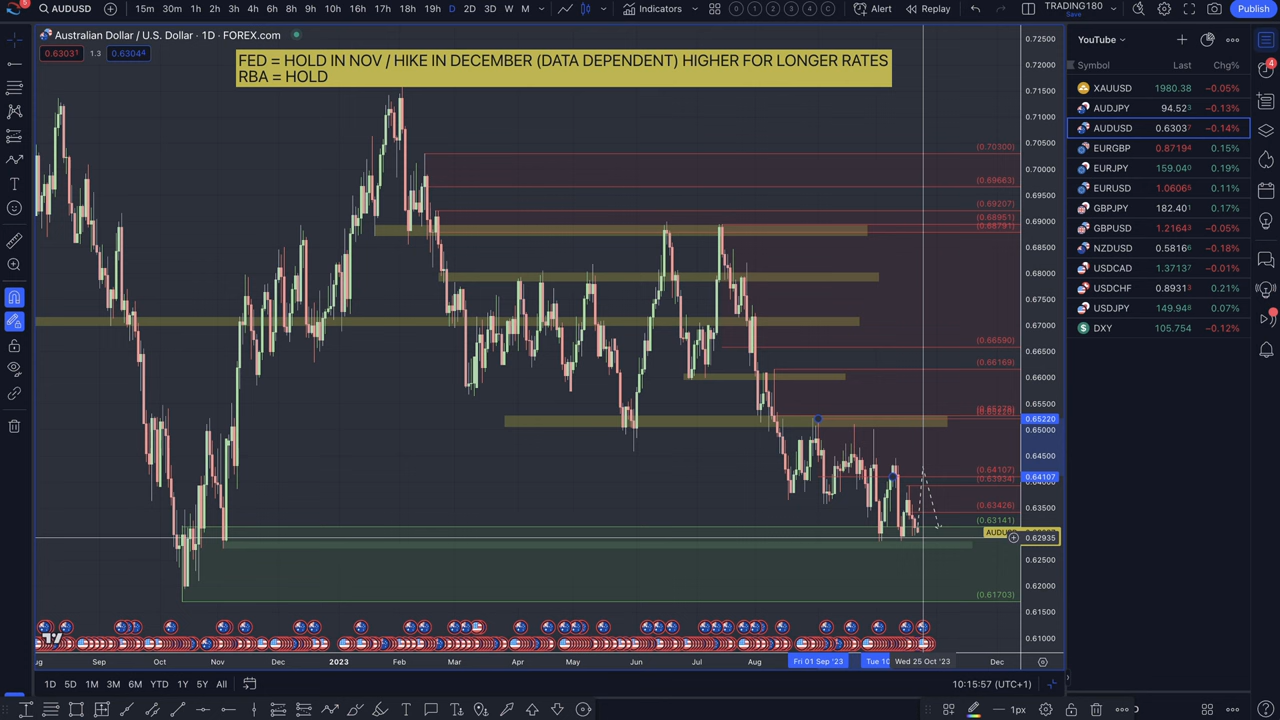 AUDUSD 15m 30m 1h 2h 3h 4h 6h 8h 9h 12h 15h 17h 18h 19h D 2D 3D W M Indicators 0 1 2 3 4 C Alert Replay TRADING180 Save Publish
Australian Dollar / U.S. Dollar · 1D · FOREX.com
0.63031 1.3 0.63044
FED = HOLD IN NOV / HIKE IN DECEMBER (DATA DEPENDENT) HIGHER FOR LONGER RATES
RBA = HOLD
YouTube
Symbol Last Chg%
XAUUSD 1980.38 −0.05%
AUDJPY 94.523 −0.13%
AUDUSD 0.63037 −0.14%
EURGBP 0.87194 0.15%
EURJPY 159.040 0.19%
EURUSD 1.06065 0.11%
GBPJPY 182.401 0.17%
GBPUSD 1.21643 −0.05%
NZDUSD 0.58166 −0.18%
USDCAD 1.37137 −0.01%
USDCHF 0.89313 0.21%
USDJPY 149.948 0.07%
DXY 105.754 −0.12%
0.72500
0.71500
0.71000
0.70500
0.70000
0.69500
0.69000
0.68500
0.68000
0.67500
0.67000
0.66500
0.66000
0.65500
0.65220
0.65000
0.64500
0.64107
0.64000
0.63500
0.62935
0.62500
0.62000
0.61500
0.61000
(0.70300)
(0.69663)
(0.69207)
(0.68951)
(0.68791)
(0.66590)
(0.66169)
(0.64107)
(0.63934)
(0.63426)
(0.63141)
AUDU
(0.61703)
ug Sep Oct Nov Dec 2023 Feb Mar Apr May Jun Jul Aug Fri 01 Sep '23 Tue 10 Wed 25 Oct '23 Dec
1D 5D 1M 3M 6M YTD 1Y 5Y All 10:15:57 (UTC+1)
1px